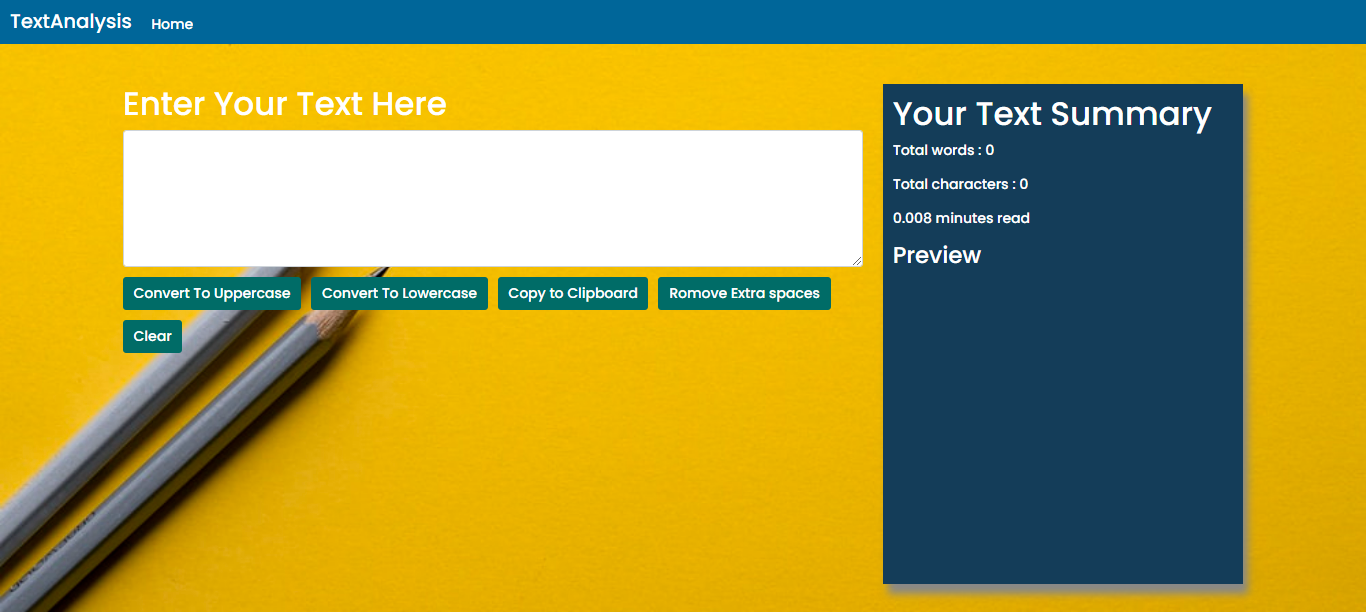 TextAnalysis Home
Enter Your Text Here
Convert To Uppercase Convert To Lowercase Copy to Clipboard Romove Extra spaces
Clear
Your Text Summary
Total words : 0
Total characters : 0
0.008 minutes read
Preview